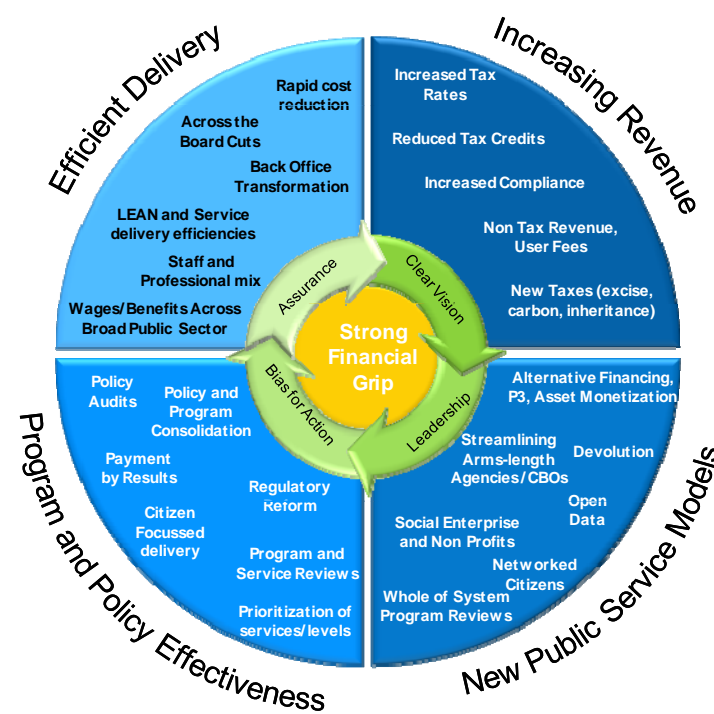 Efficient Delivery
Rapid cost
reduction
Across the
Board Cuts
Back Office
Transformation
LEAN and Service
delivery efficiencies
Staff and
Professional mix
Wages/Benefits Across
Broad Public Sector
Increasing Revenue
Increased Tax
Rates
Reduced Tax Credits
Increased Compliance
Non Tax Revenue,
User Fees
New Taxes (excise,
carbon, inheritance)
Assurance
Clear Vision
Leadership
Bias for Action
Strong
Financial
Grip
Program and Policy Effectiveness
Policy
Audits
Policy and
Program
Consolidation
Payment
by Results
Regulatory
Reform
Citizen
Focussed
delivery
Program and
Service Reviews
Prioritization of
services/levels
New Public Service Models
Alternative Financing,
P3, Asset Monetization
Streamlining
Arms-length
Agencies/CBOs
Devolution
Open
Data
Social Enterprise
and Non Profits
Networked
Citizens
Whole of System
Program Reviews